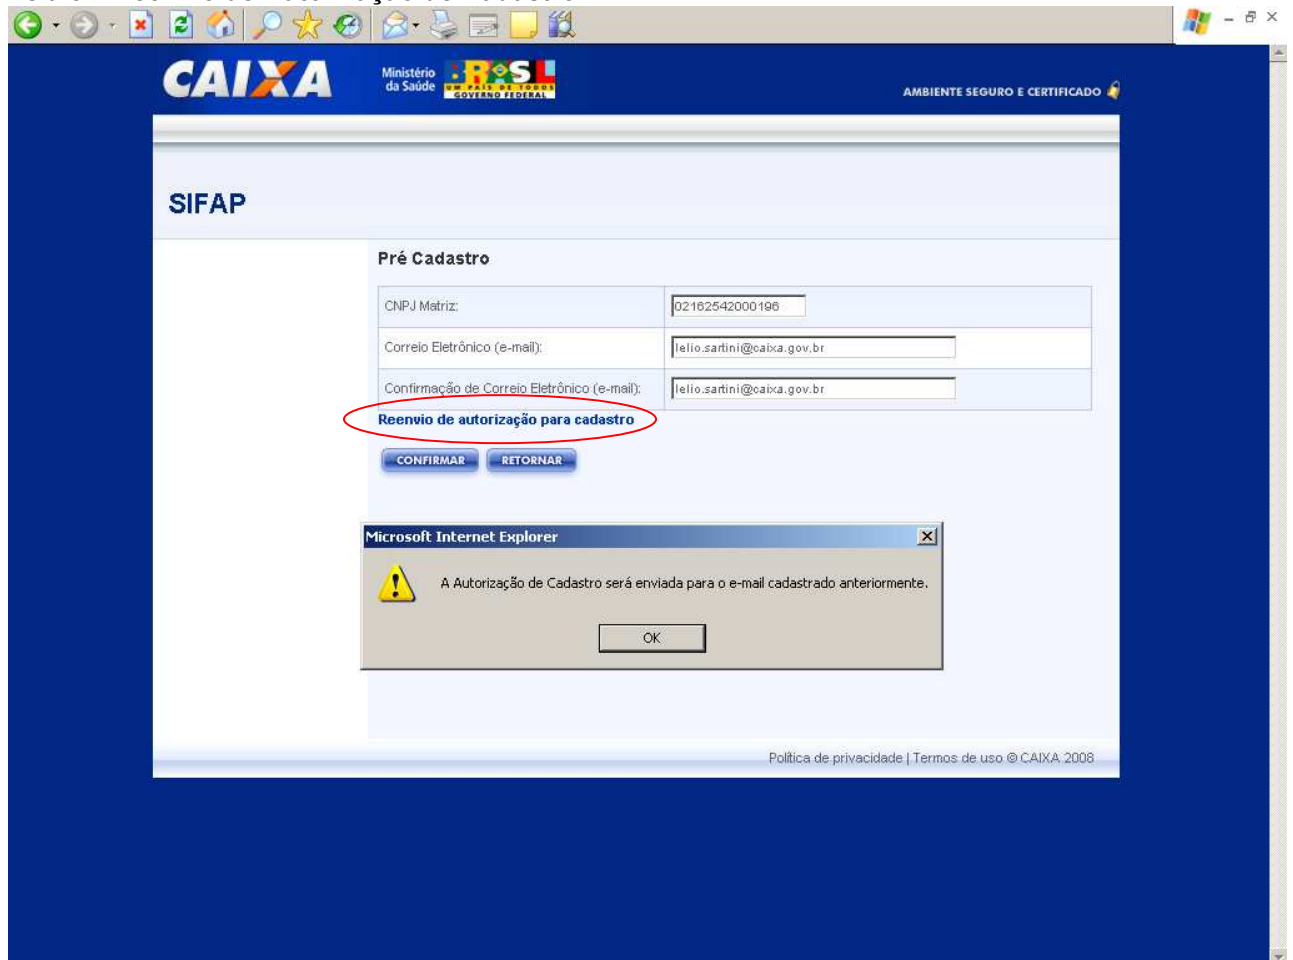 CAIXA
Ministério
da Saúde
BRASIL
UM PAÍS DE TODOS
GOVERNO FEDERAL
AMBIENTE SEGURO E CERTIFICADO
SIFAP
Pré Cadastro
CNPJ Matriz: 02162542000196
Correio Eletrônico (e-mail): lelio.sartini@caixa.gov.br
Confirmação de Correio Eletrônico (e-mail): lelio.sartini@caixa.gov.br
Reenvio de autorização para cadastro
CONFIRMAR RETORNAR
Microsoft Internet Explorer
A Autorização de Cadastro será enviada para o e-mail cadastrado anteriormente.
OK
Política de privacidade | Termos de uso © CAIXA 2008